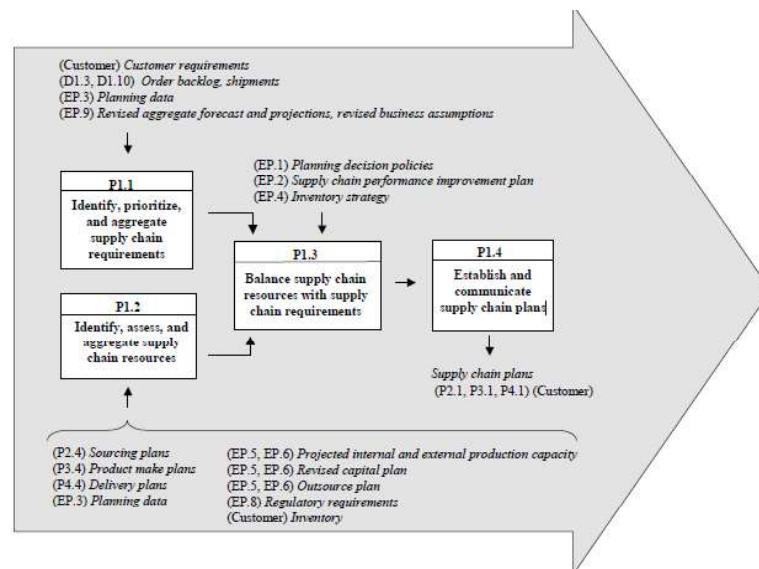 (Customer) Customer requirements
(D1.3, D1.10) Order backlog, shipments
(EP.3) Planning data
(EP.9) Revised aggregate forecast and projections, revised business assumptions
(EP.1) Planning decision policies
(EP.2) Supply chain performance improvement plan
(EP.4) Inventory strategy
P1.1
Identify, prioritize,
and aggregate
supply chain
requirements
P1.2
Identify, assess, and
aggregate supply
chain resources
P1.3
Balance supply chain
resources with supply
chain requirements
P1.4
Establish and
communicate
supply chain plans
Supply chain plans
(P2.1, P3.1, P4.1) (Customer)
(P2.4) Sourcing plans
(P3.4) Product make plans
(P4.4) Delivery plans
(EP.3) Planning data
(EP.5, EP.6) Projected internal and external production capacity
(EP.5, EP.6) Revised capital plan
(EP.5, EP.6) Outsource plan
(EP.8) Regulatory requirements
(Customer) Inventory